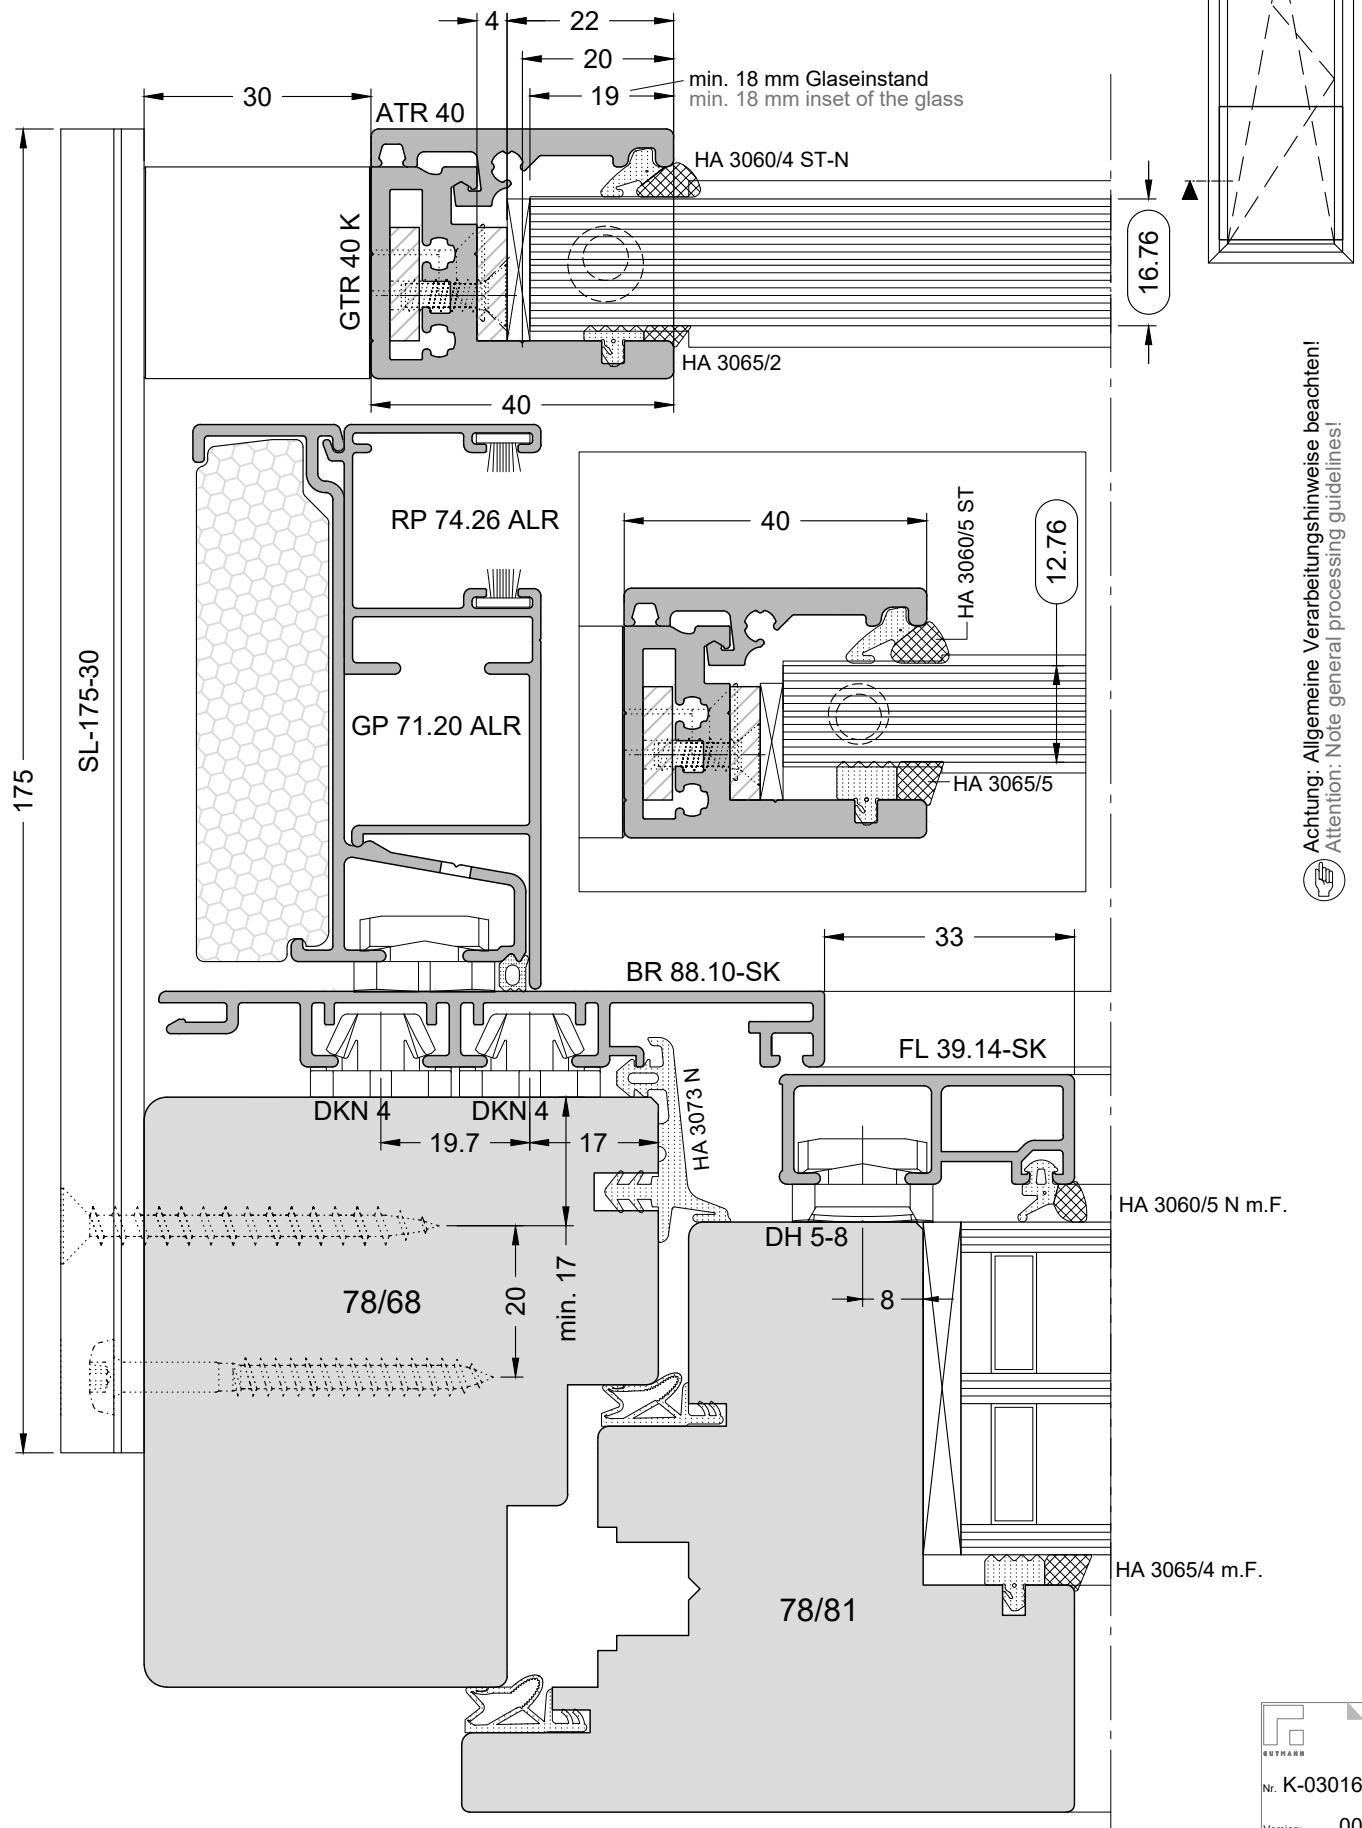 4
22
20
min. 18 mm Glaseinstand
min. 18 mm inset of the glass
30
19
ATR 40
HA 3060/4 ST-N
GTR 40 K
16.76
HA 3065/2
40
RP 74.26 ALR
40
HA 3060/5 ST
12.76
Achtung: Allgemeine Verarbeitungshinweise beachten!
Attention: Note general processing guidelines!
SL-175-30
GP 71.20 ALR
175
HA 3065/5
33
BR 88.10-SK
FL 39.14-SK
DKN 4
DKN 4
HA 3073 N
19.7
17
HA 3060/5 N m.F.
DH 5-8
78/68
20
min. 17
8
HA 3065/4 m.F.
78/81
GUTMANN
Nr. K-03016
00